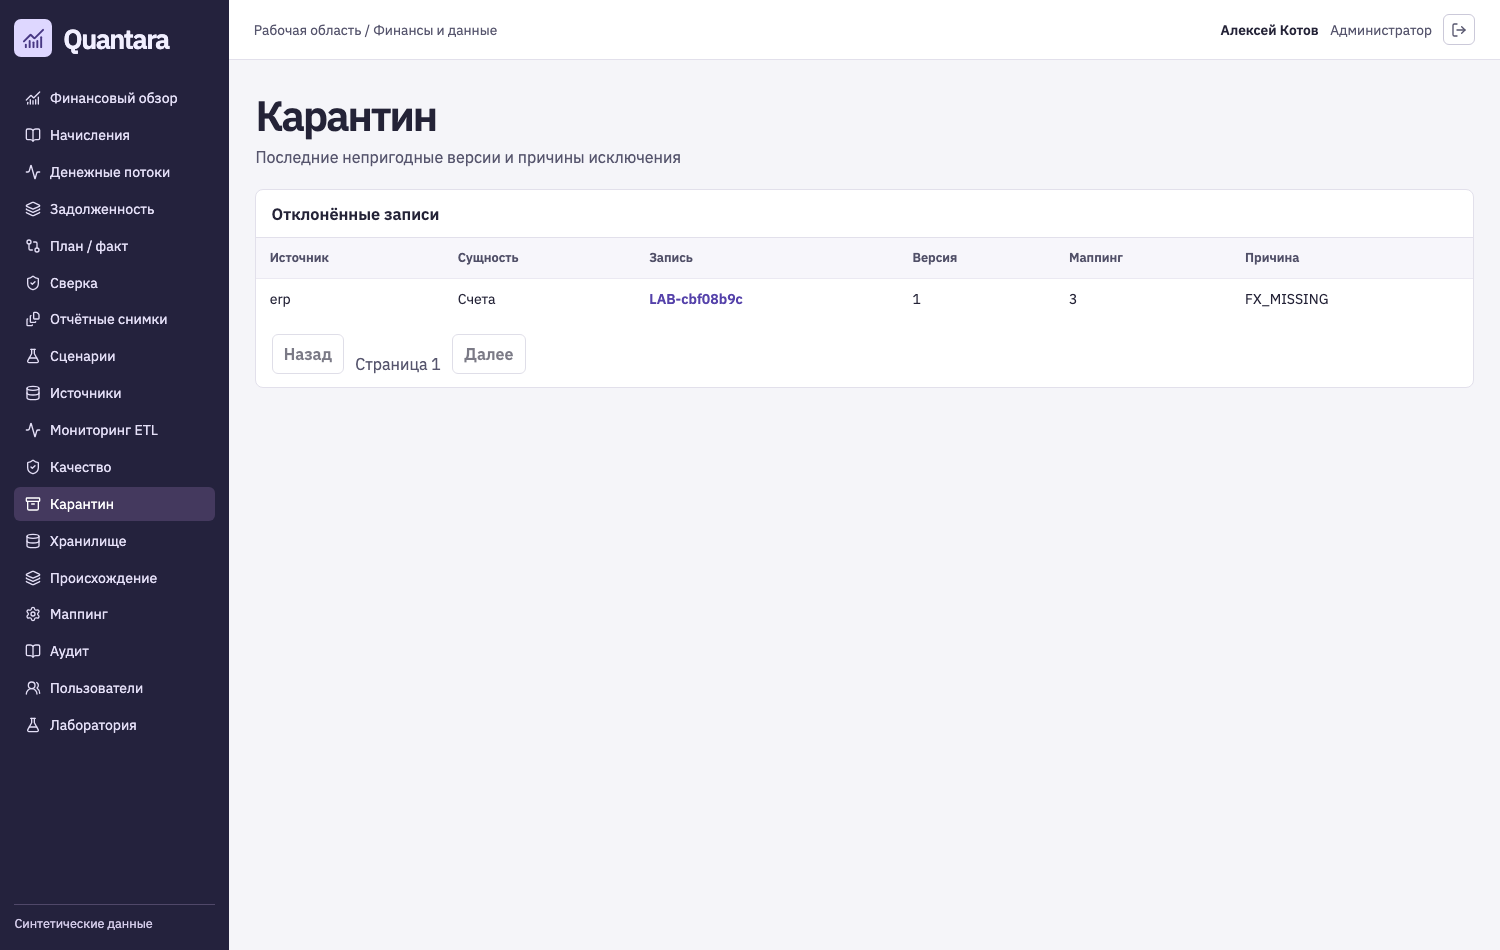 Quantara
Финансовый обзор
Начисления
Денежные потоки
Задолженность
План / факт
Сверка
Отчётные снимки
Сценарии
Источники
Мониторинг ETL
Качество
Карантин
Хранилище
Происхождение
Маппинг
Аудит
Пользователи
Лаборатория
Синтетические данные
Рабочая область / Финансы и данные
Алексей Котов Администратор
Карантин
Последние непригодные версии и причины исключения
Отклонённые записи
Источник Сущность Запись Версия Маппинг Причина
erp Счета LAB-cbf08b9c 1 3 FX_MISSING
Назад Страница 1 Далее